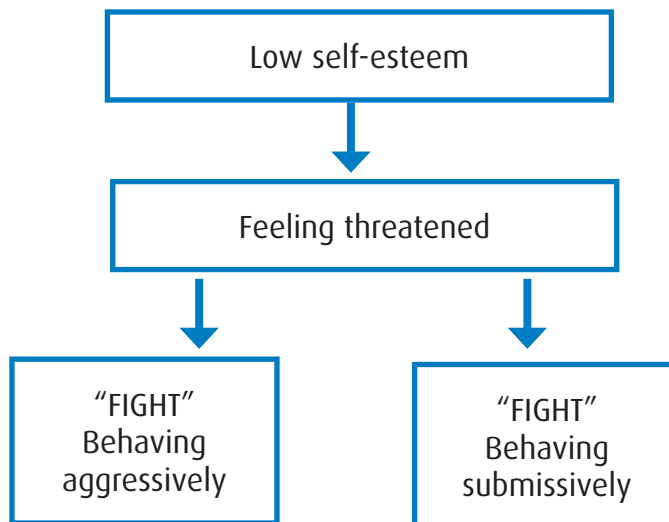 Low self-esteem
Feeling threatened
“FIGHT”
Behaving
aggressively
“FIGHT”
Behaving
submissively